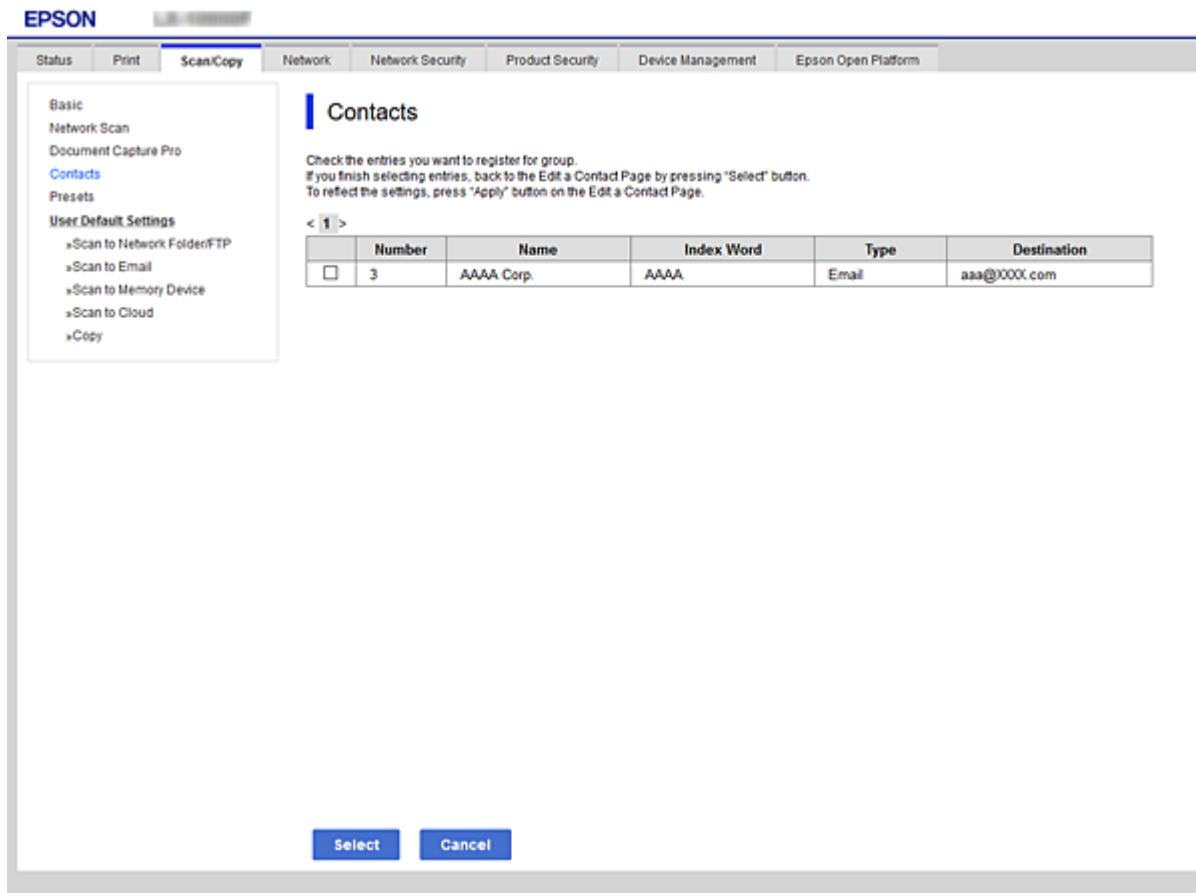 EPSON
Status Print Scan/Copy Network Network Security Product Security Device Management Epson Open Platform
Basic
Network Scan
Document Capture Pro
Contacts
Presets
User Default Settings
»Scan to Network Folder/FTP
»Scan to Email
»Scan to Memory Device
»Scan to Cloud
»Copy
Contacts
Check the entries you want to register for group.
If you finish selecting entries, back to the Edit a Contact Page by pressing "Select" button.
To reflect the settings, press "Apply" button on the Edit a Contact Page.
< 1 >
Number Name Index Word Type Destination
3 AAAA Corp. AAAA Email aaa@XXXX.com
Select Cancel